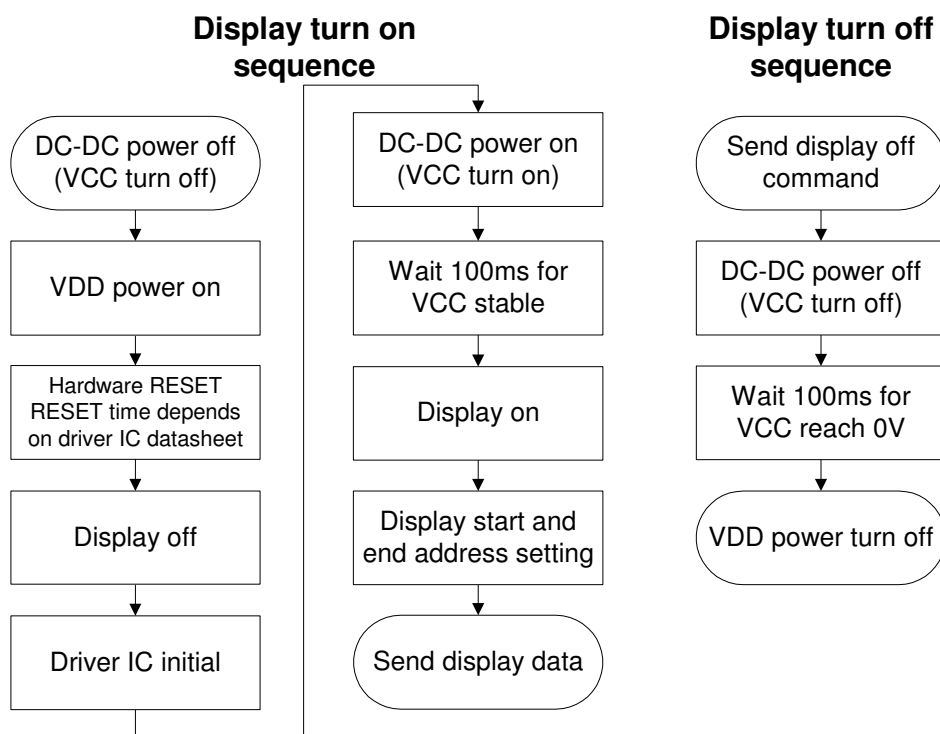 Display turn on
sequence
DC-DC power off
(VCC turn off)
VDD power on
Hardware RESET
RESET time depends
on driver IC datasheet
Display off
Driver IC initial
DC-DC power on
(VCC turn on)
Wait 100ms for
VCC stable
Display on
Display start and
end address setting
Send display data
Display turn off
sequence
Send display off
command
DC-DC power off
(VCC turn off)
Wait 100ms for
VCC reach 0V
VDD power turn off